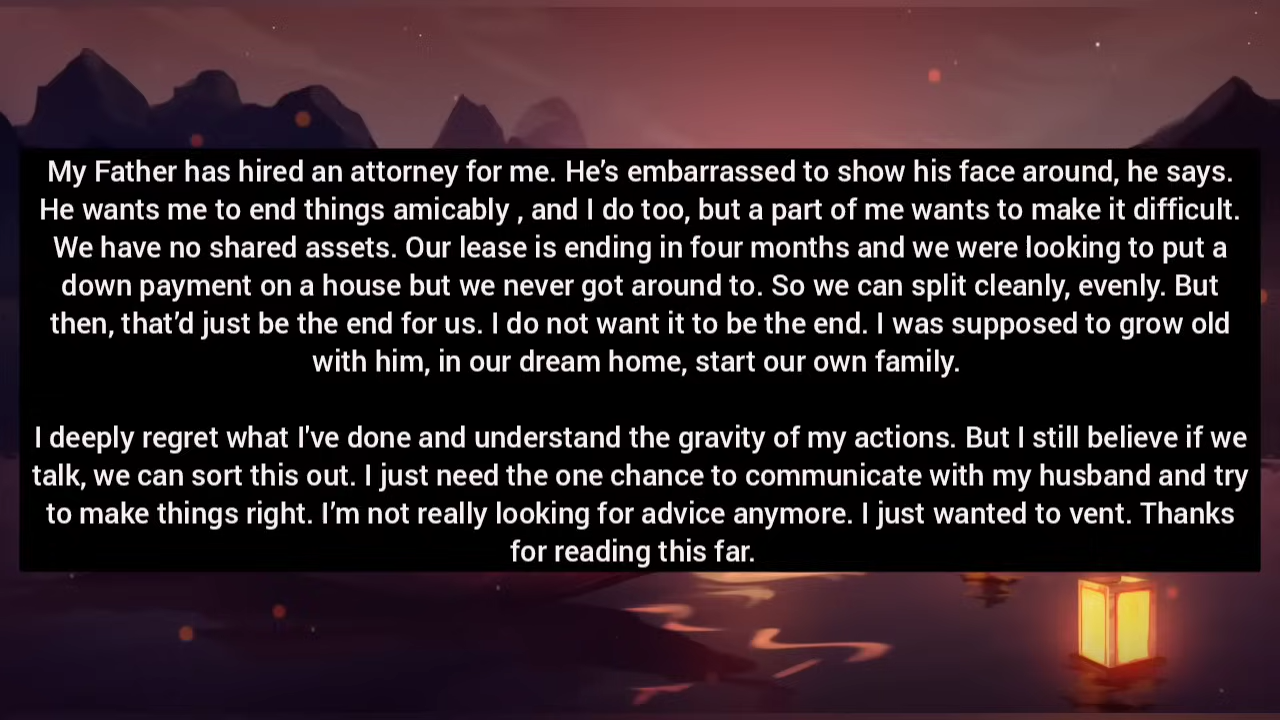 My Father has hired an attorney for me. He’s embarrassed to show his face around, he says.
He wants me to end things amicably , and I do too, but a part of me wants to make it difficult.
We have no shared assets. Our lease is ending in four months and we were looking to put a
down payment on a house but we never got around to. So we can split cleanly, evenly. But
then, that’d just be the end for us. I do not want it to be the end. I was supposed to grow old
with him, in our dream home, start our own family.

I deeply regret what I've done and understand the gravity of my actions. But I still believe if we
talk, we can sort this out. I just need the one chance to communicate with my husband and try
to make things right. I’m not really looking for advice anymore. I just wanted to vent. Thanks
for reading this far.